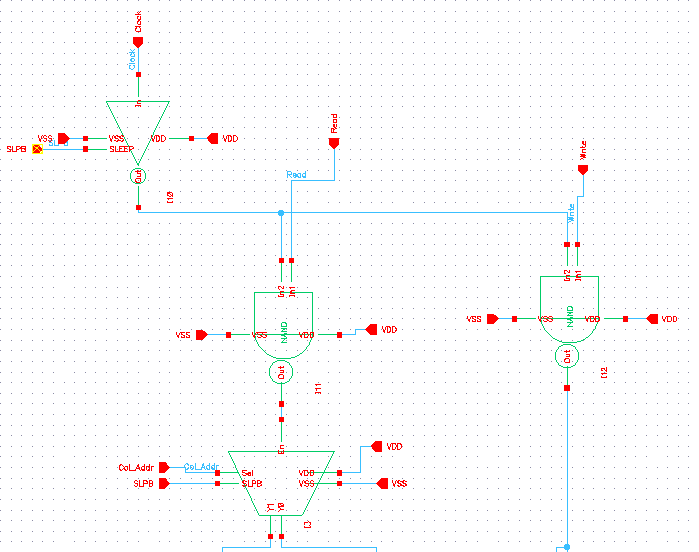 Clock
Clock
In
VSS
VSS
VDD
VDD
SLPB
SLPB
SLEEP
Out
I10
Read
Read
Write
Write
In2
In1
VSS
VSS
NAND
VDD
VDD
Out
I11
In2
In1
VSS
VSS
NAND
VDD
VDD
Out
I12
En
VDD
Col_Addr
Col_Addr
Sel
VDD
SLPB
SLPB
VSS
VSS
Y1
Y0
I3